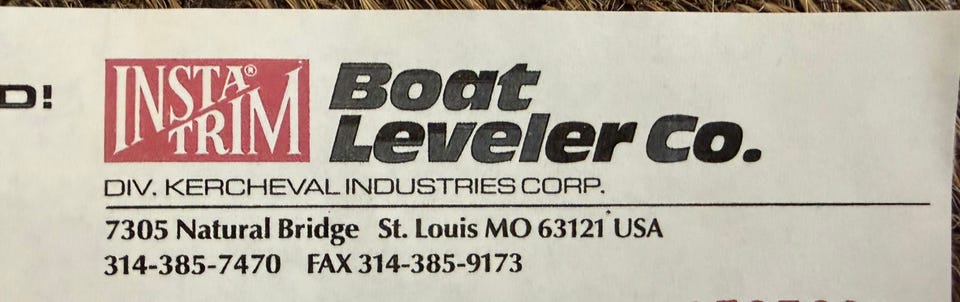 D!
INSTA®
TRIM
Boat
Leveler Co.
DIV. KERCHEVAL INDUSTRIES CORP.
7305 Natural Bridge St. Louis MO 63121 USA
314-385-7470 FAX 314-385-9173